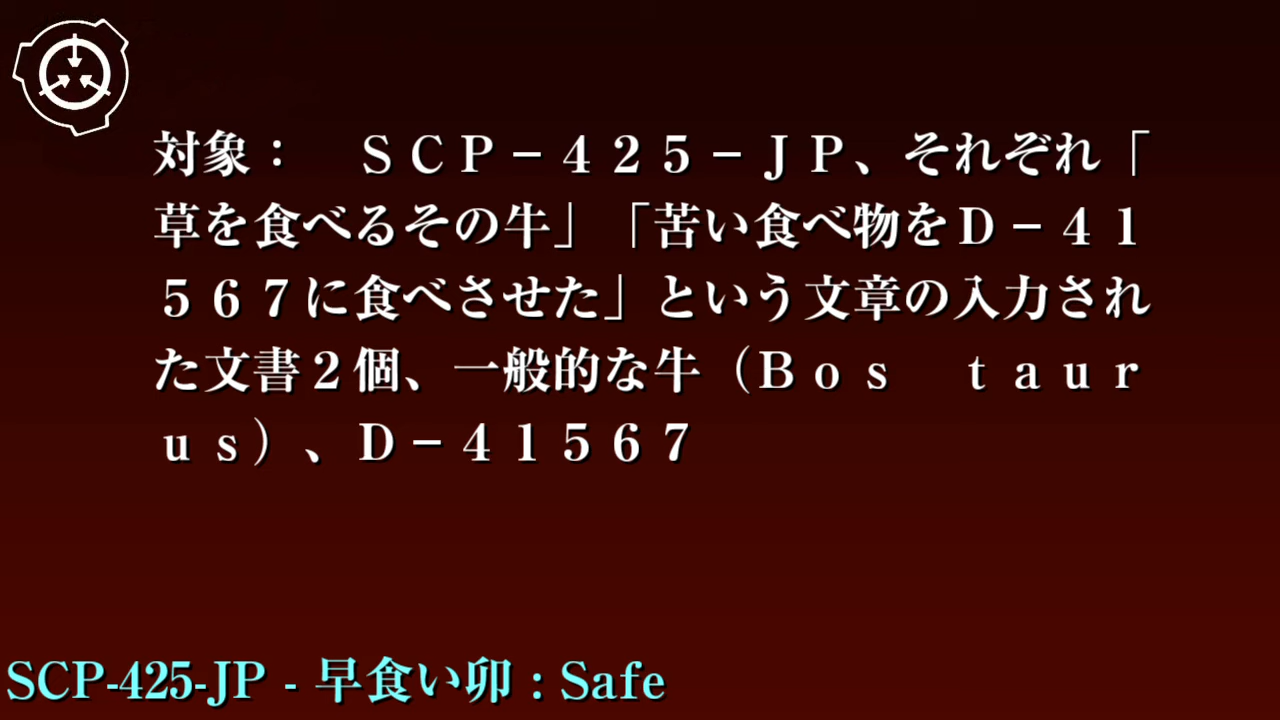 対象：　ＳＣＰ－４２５－ＪＰ、それぞれ「
草を食べるその牛」「苦い食べ物をＤ－４１
５６７に食べさせた」という文章の入力され
た文書２個、一般的な牛（Ｂｏｓ　ｔａｕｒ
ｕｓ）、Ｄ－４１５６７
SCP-425-JP - 早食い卯 : Safe